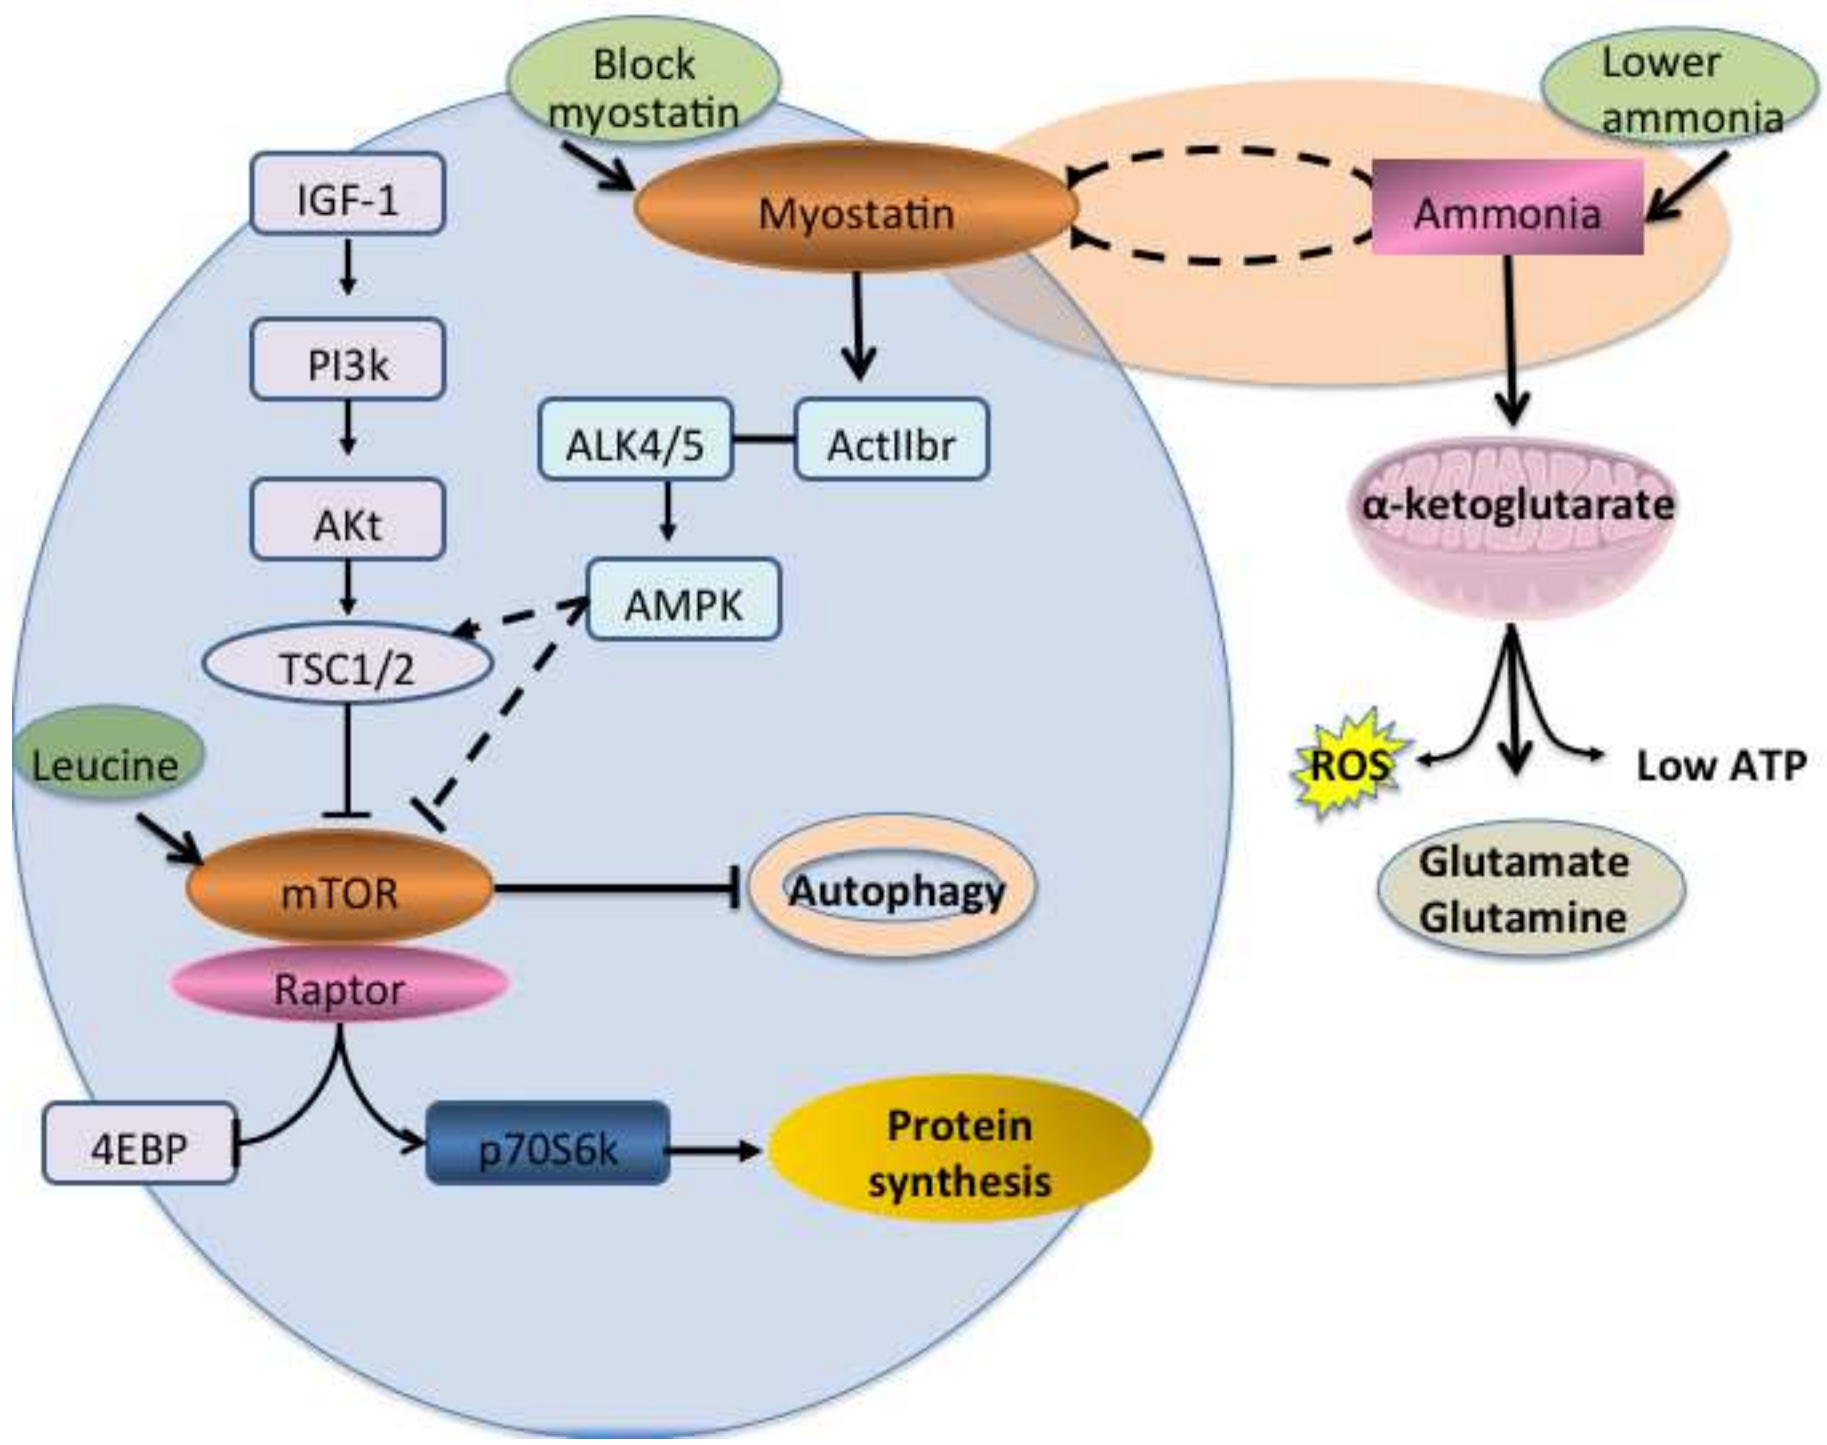 Block
myostatin
Lower
ammonia
IGF-1
Myostatin
Ammonia
PI3k
ALK4/5
ActIIbr
α-ketoglutarate
AKt
AMPK
TSC1/2
Leucine
ROS
Low ATP
mTOR
Autophagy
Glutamate
Glutamine
Raptor
4EBP
p70S6k
Protein
synthesis